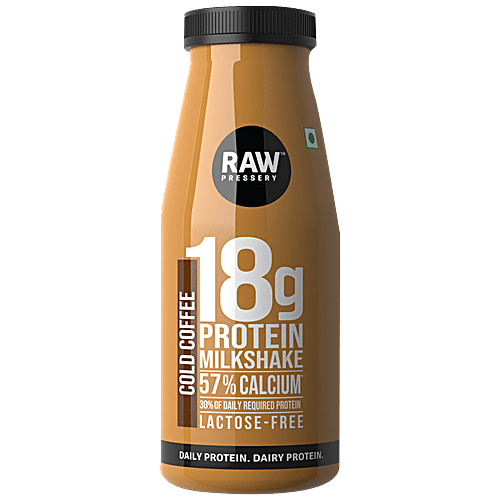 RAW™
PRESSERY
COLD COFFEE
18g
PROTEIN
MILKSHAKE
57% CALCIUM*
30% OF DAILY REQUIRED PROTEIN
LACTOSE-FREE
DAILY PROTEIN. DAIRY PROTEIN.